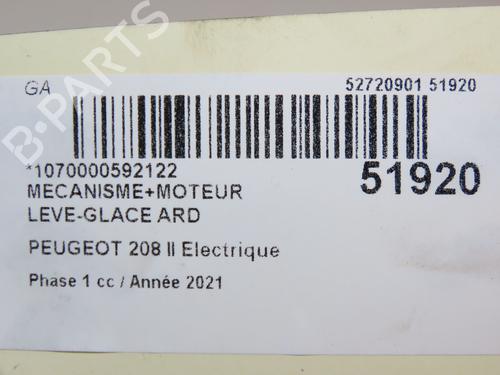 B-PARTS
GA
52720901 51920
*1070000592122
51920
MECANISME+MOTEUR
LEVE-GLACE ARD
PEUGEOT 208 II Electrique
Phase 1 cc / Année 2021